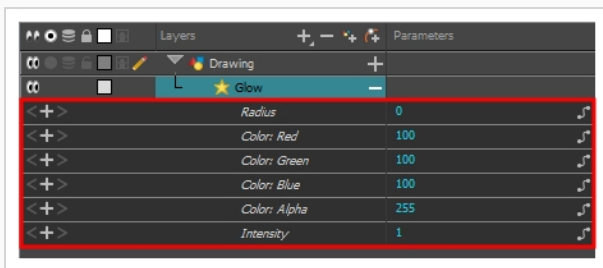 Layers Parameters
Drawing
Glow
Radius 0
Color: Red 100
Color: Green 100
Color: Blue 100
Color: Alpha 255
Intensity 1